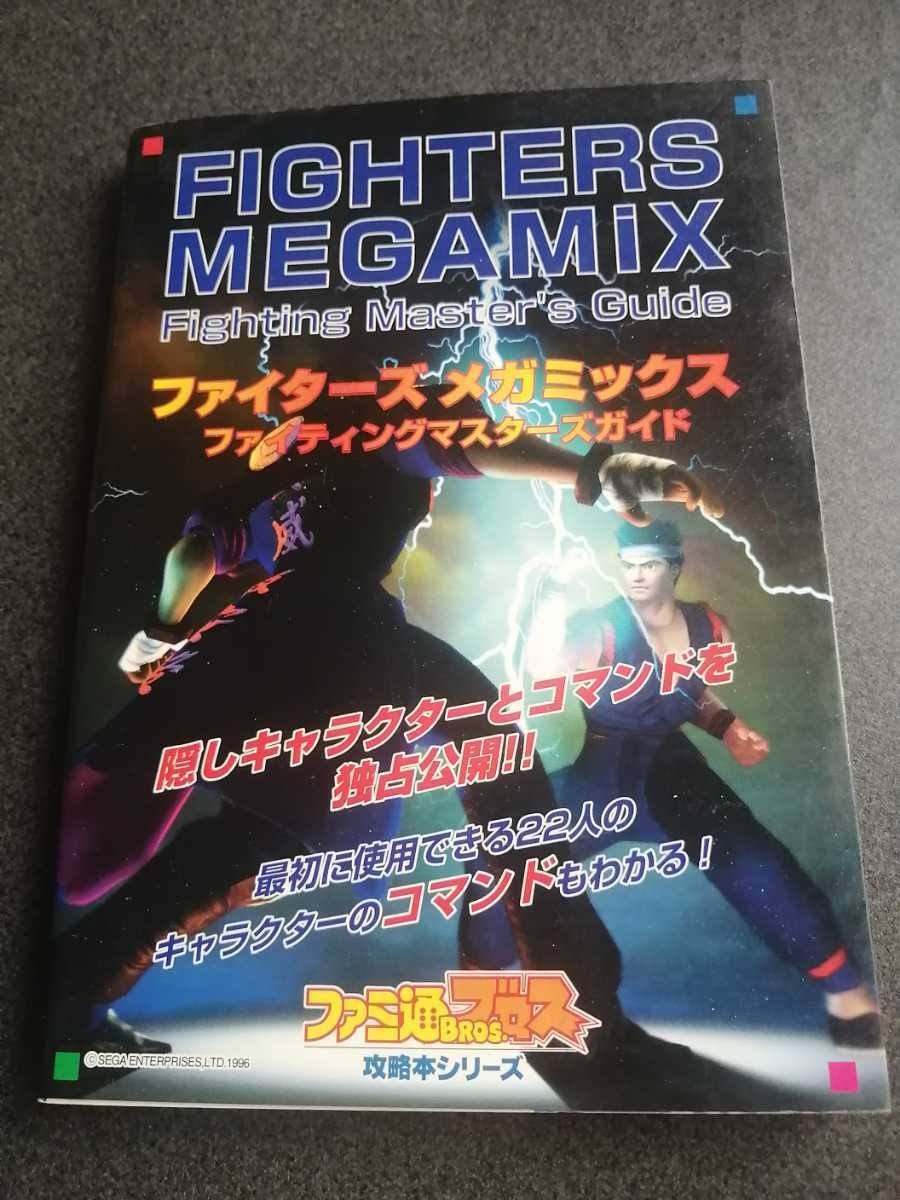 FIGHTERS
MEGAMiX
Fighting Master's Guide
ファイターズ メガミックス
ファイティングマスターズガイド
威
隠しキャラクターとコマンドを
独占公開!!
最初に使用できる22人の
キャラクターのコマンドもわかる!
ファミ通ブロス
BROS.
攻略本シリーズ
©SEGA ENTERPRISES,LTD.1996